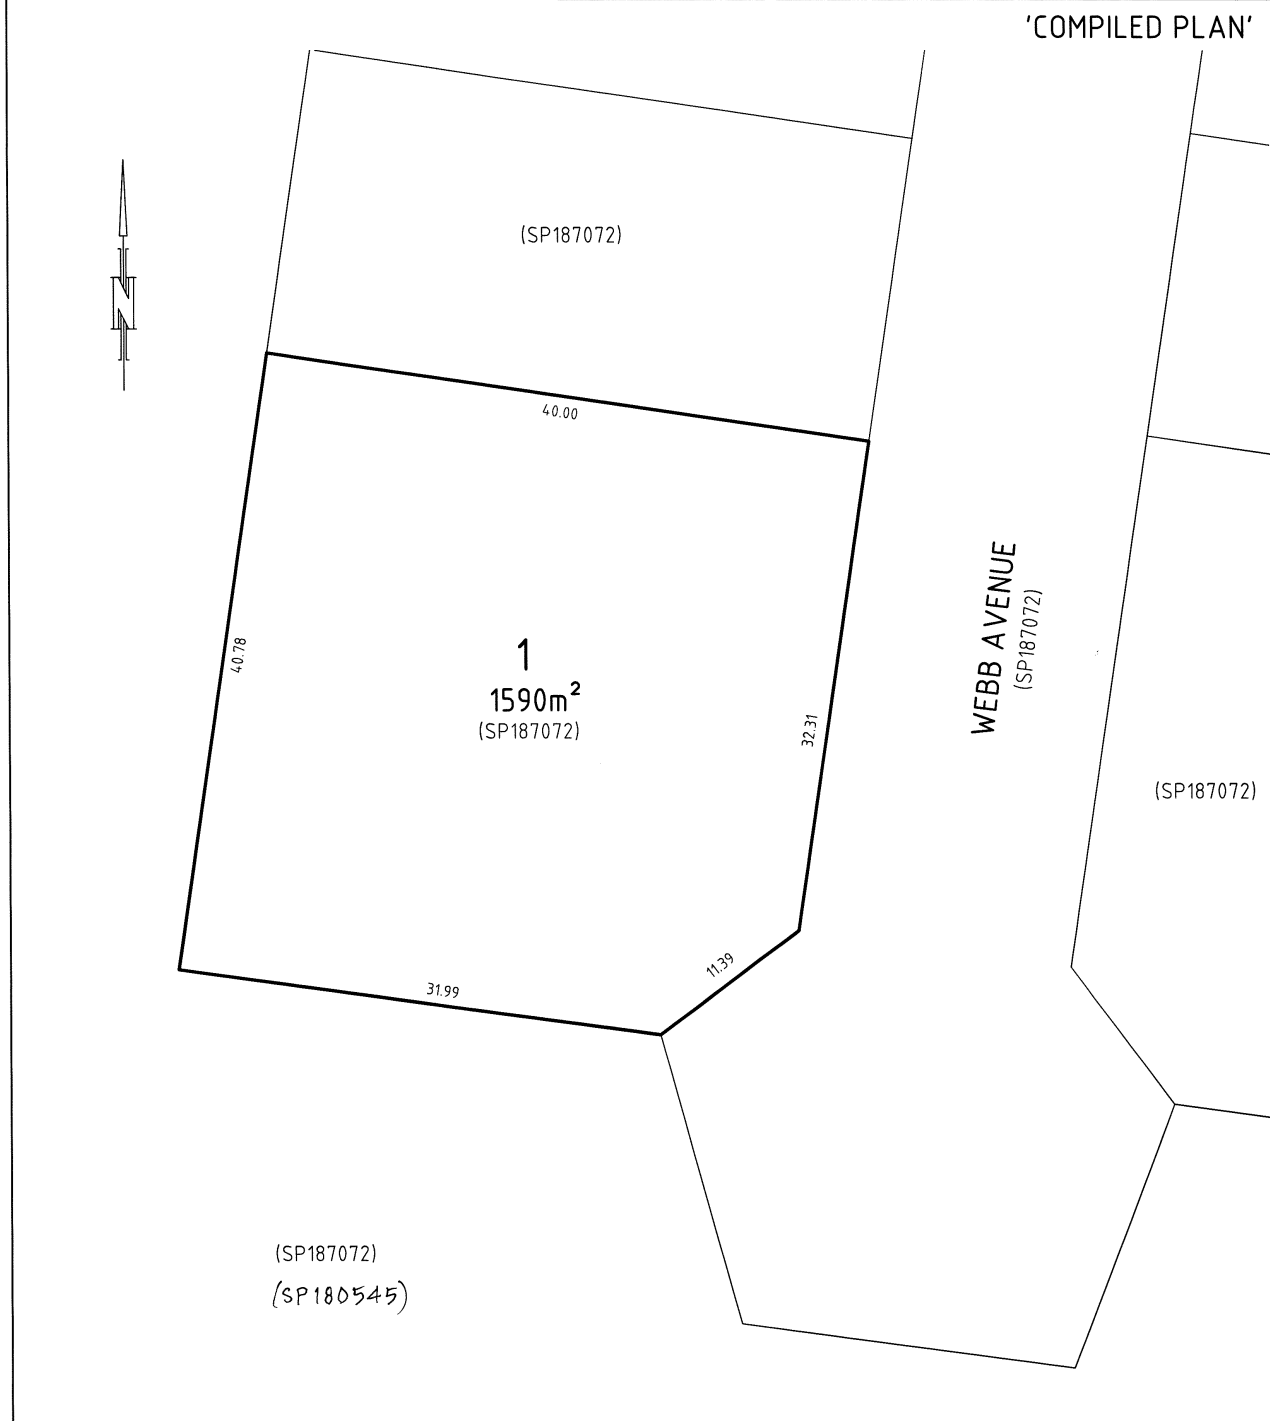 'COMPILED PLAN'
(SP187072)
N
40.00
40.78
1
1590m²
(SP187072)
32.31
WEBB AVENUE
(SP187072)
(SP187072)
11.39
31.99
(SP187072)
(SP180545)